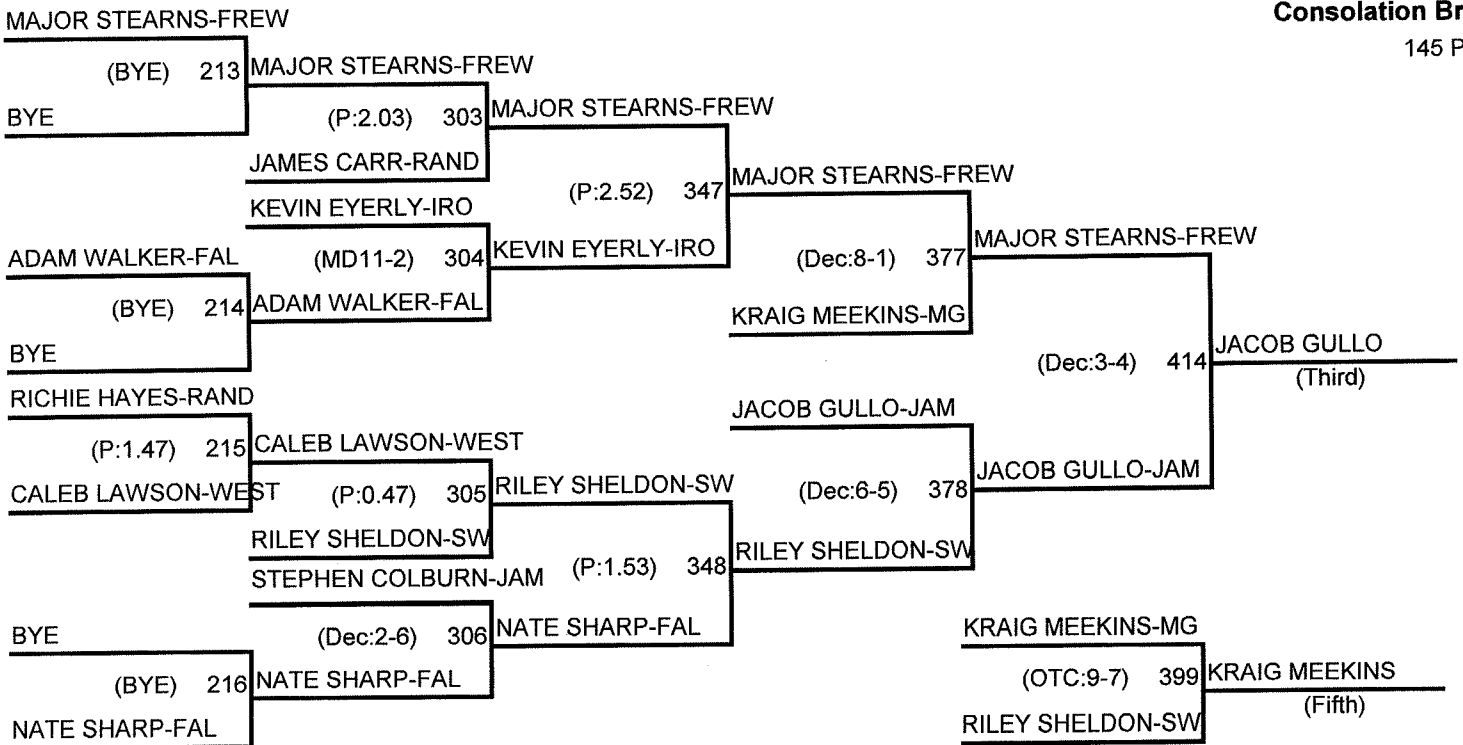 Consolation Br
145 P
MAJOR STEARNS-FREW
(BYE) 213
BYE
MAJOR STEARNS-FREW
(P:2.03) 303
JAMES CARR-RAND
MAJOR STEARNS-FREW
(P:2.52) 347
KEVIN EYERLY-IRO
(MD11-2) 304
KEVIN EYERLY-IRO
ADAM WALKER-FAL
(BYE) 214
ADAM WALKER-FAL
BYE
MAJOR STEARNS-FREW
(Dec:8-1) 377
KRAIG MEEKINS-MG
MAJOR STEARNS-FREW
(Dec:3-4) 414
JACOB GULLO
(Third)
RICHIE HAYES-RAND
(P:1.47) 215
CALEB LAWSON-WEST
CALEB LAWSON-WEST
(P:0.47) 305
RILEY SHELDON-SW
RILEY SHELDON-SW
(P:1.53) 348
STEPHEN COLBURN-JAM
(Dec:2-6) 306
NATE SHARP-FAL
BYE
(BYE) 216
NATE SHARP-FAL
NATE SHARP-FAL
JACOB GULLO-JAM
(Dec:6-5) 378
RILEY SHELDON-SW
JACOB GULLO-JAM
KRAIG MEEKINS-MG
(OTC:9-7) 399
RILEY SHELDON-SW
KRAIG MEEKINS
(Fifth)